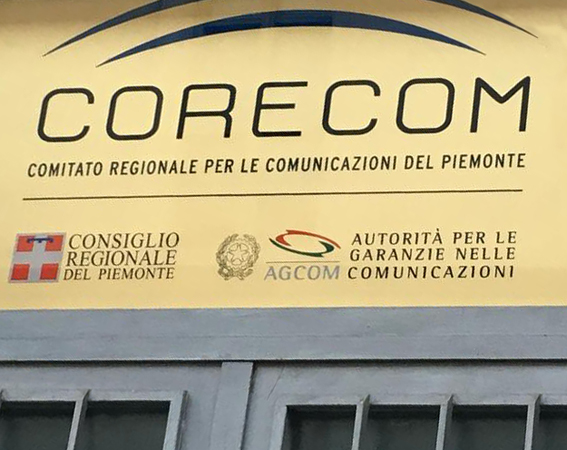 CORECOM
COMITATO REGIONALE PER LE COMUNICAZIONI DEL PIEMONTE
CONSIGLIO
REGIONALE
DEL PIEMONTE
AGCOM
AUTORITÀ PER LE
GARANZIE NELLE
COMUNICAZIONI